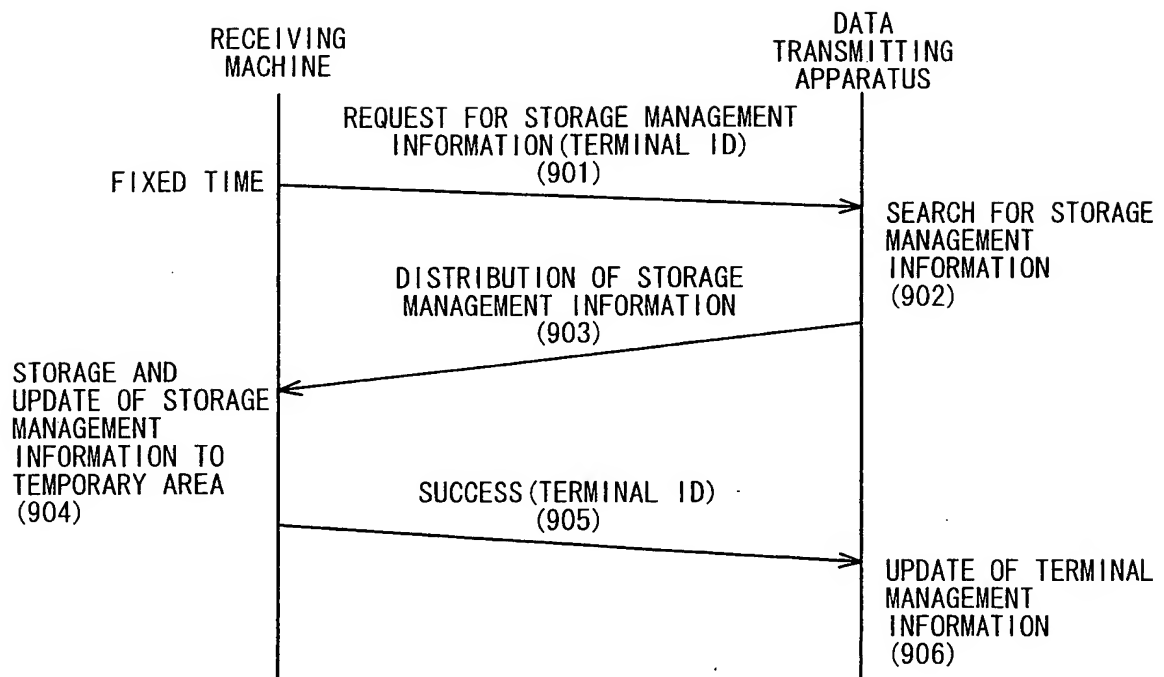 RECEIVING
MACHINE
DATA
TRANSMITTING
APPARATUS
REQUEST FOR STORAGE MANAGEMENT
INFORMATION(TERMINAL ID)
(901)
FIXED TIME
SEARCH FOR STORAGE
MANAGEMENT
INFORMATION
(902)
DISTRIBUTION OF STORAGE
MANAGEMENT INFORMATION
(903)
STORAGE AND
UPDATE OF STORAGE
MANAGEMENT
INFORMATION TO
TEMPORARY AREA
(904)
SUCCESS(TERMINAL ID)
(905)
UPDATE OF TERMINAL
MANAGEMENT
INFORMATION
(906)